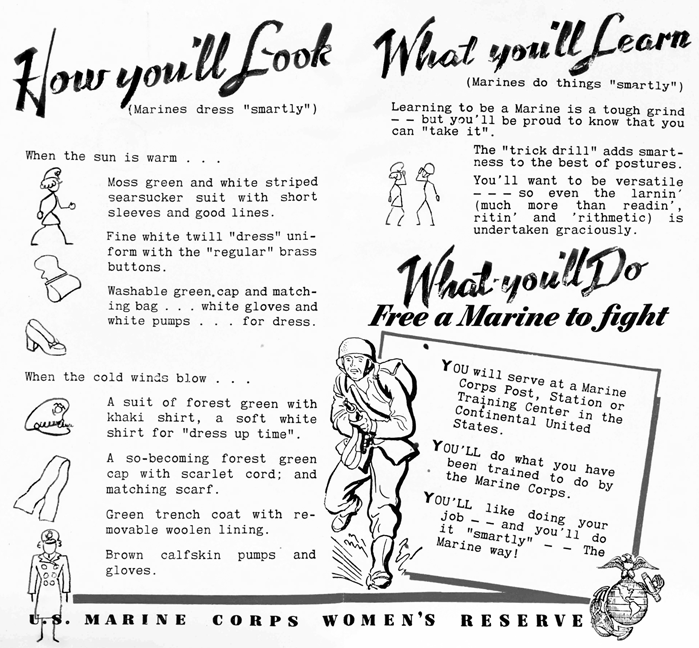 How you'll Look
(Marines dress "smartly")
When the sun is warm . . .
Moss green and white striped
searsucker suit with short
sleeves and good lines.
Fine white twill "dress" uni-
form with the "regular" brass
buttons.
Washable green cap and match-
ing bag . . . white gloves and
white pumps . . . for dress.
When the cold winds blow . . .
A suit of forest green with
khaki shirt, a soft white
shirt for "dress up time".
A so-becoming forest green
cap with scarlet cord; and
matching scarf.
Green trench coat with re-
movable woolen lining.
Brown calfskin pumps and
gloves.
What you'll Learn
(Marines do things "smartly")
Learning to be a Marine is a tough grind
-- but you'll be proud to know that you
can "take it".
The "trick drill" adds smart-
ness to the best of postures.
You'll want to be versatile
---so even the larnin'
(much more than readin',
ritin' and 'rithmetic) is
undertaken graciously.
What you'll Do
Free a Marine to fight
YOU will serve at a Marine
Corps Post, Station or
Training Center in the
Continental United
States.
YOU'LL do what you have
been trained to do by
the Marine Corps.
YOU'LL like doing your
job -- and you'll do
it "smartly" -- The
Marine way!
U.S. MARINE CORPS WOMEN'S RESERVE